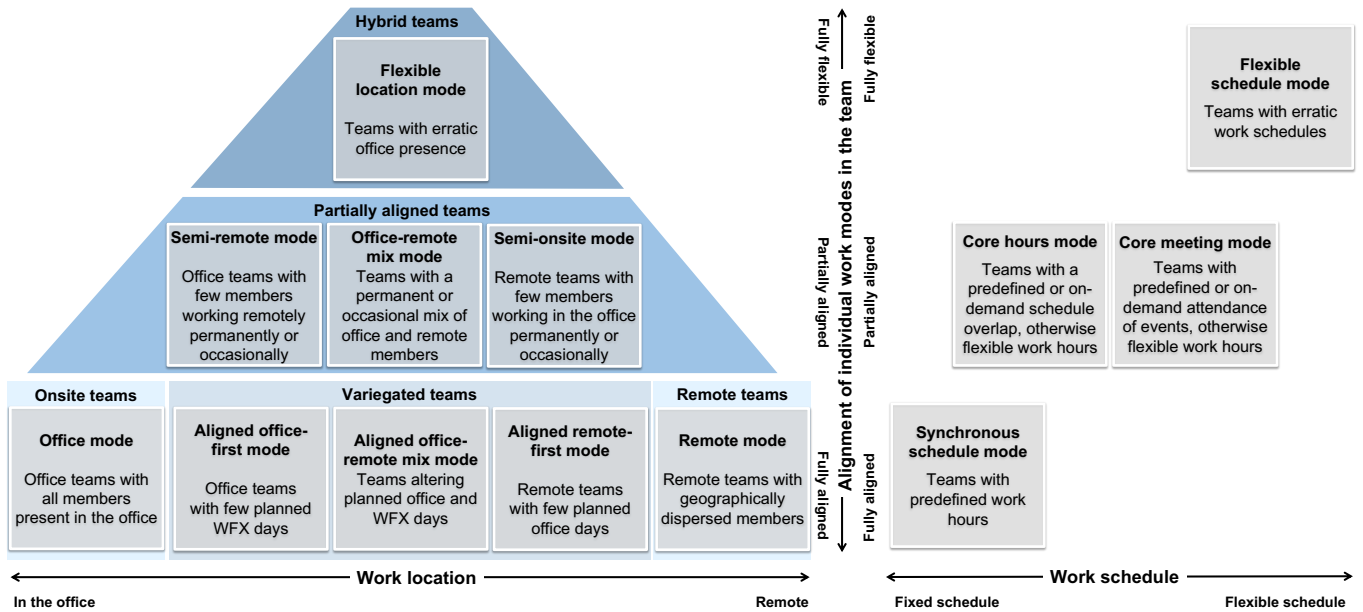 Hybrid teams
Flexible
location mode
Teams with erratic
office presence
Partially aligned teams
Semi-remote mode
Office teams with
few members
working remotely
permanently or
occasionally
Office-remote
mix mode
Teams with a
permanent or
occasional mix of
office and remote
members
Semi-onsite mode
Remote teams with
few members
working in the office
permanently or
occasionally
Onsite teams
Office mode
Office teams with
all members
present in the office
Variegated teams
Aligned office-
first mode
Office teams
with few planned
WFX days
Aligned office-
remote mix mode
Teams altering
planned office and
WFX days
Aligned remote-
first mode
Remote teams
with few planned
office days
Remote teams
Remote mode
Remote teams with
geographically
dispersed members
Work location
In the office
Remote
Fully flexible
Partially aligned
Fully aligned
Alignment of individual work modes in the team
Fully flexible
Partially aligned
Fully aligned
Flexible
schedule mode
Teams with erratic
work schedules
Core hours mode
Teams with a
predefined or on-
demand schedule
overlap, otherwise
flexible work hours
Core meeting mode
Teams with
predefined or on-
demand attendance
of events, otherwise
flexible work hours
Synchronous
schedule mode
Teams with
predefined work
hours
Work schedule
Fixed schedule
Flexible schedule